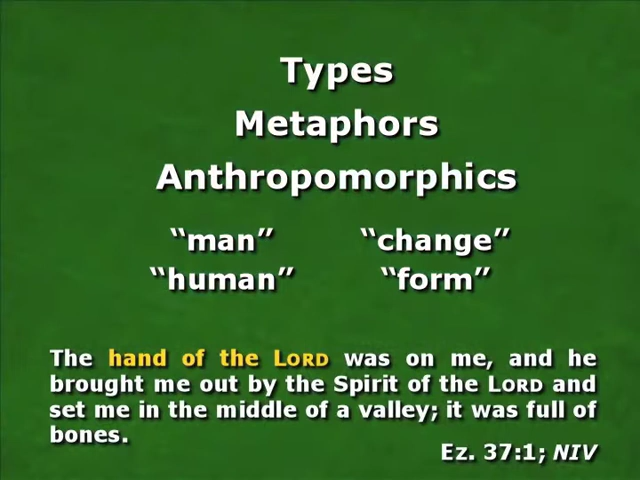 Types
Metaphors
Anthropomorphics
“man” “change”
“human” “form”
The hand of the LORD was on me, and he
brought me out by the Spirit of the LORD and
set me in the middle of a valley; it was full of
bones.
Ez. 37:1; NIV